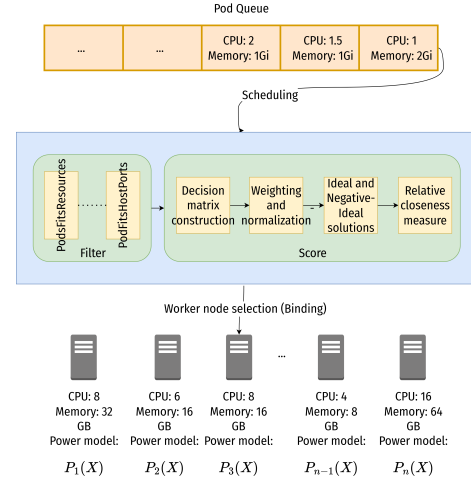 Pod Queue
...
...
CPU: 2
Memory: 1Gi
CPU: 1.5
Memory: 1Gi
CPU: 1
Memory: 2Gi
Scheduling
PodsFitsResources
.......
PodFitsHostPorts
Filter
Decision
matrix
construction
Weighting
and
normalization
Ideal and
Negative-
Ideal
solutions
Relative
closeness
measure
Score
Worker node selection (Binding)
...
CPU: 8
Memory: 32
GB
Power model:
P₁(X)
CPU: 6
Memory: 16
GB
Power model:
P₂(X)
CPU: 8
Memory: 16
GB
Power model:
P₃(X)
CPU: 4
Memory: 8
GB
Power model:
Pₙ₋₁(X)
CPU: 16
Memory: 64
GB
Power model:
Pₙ(X)